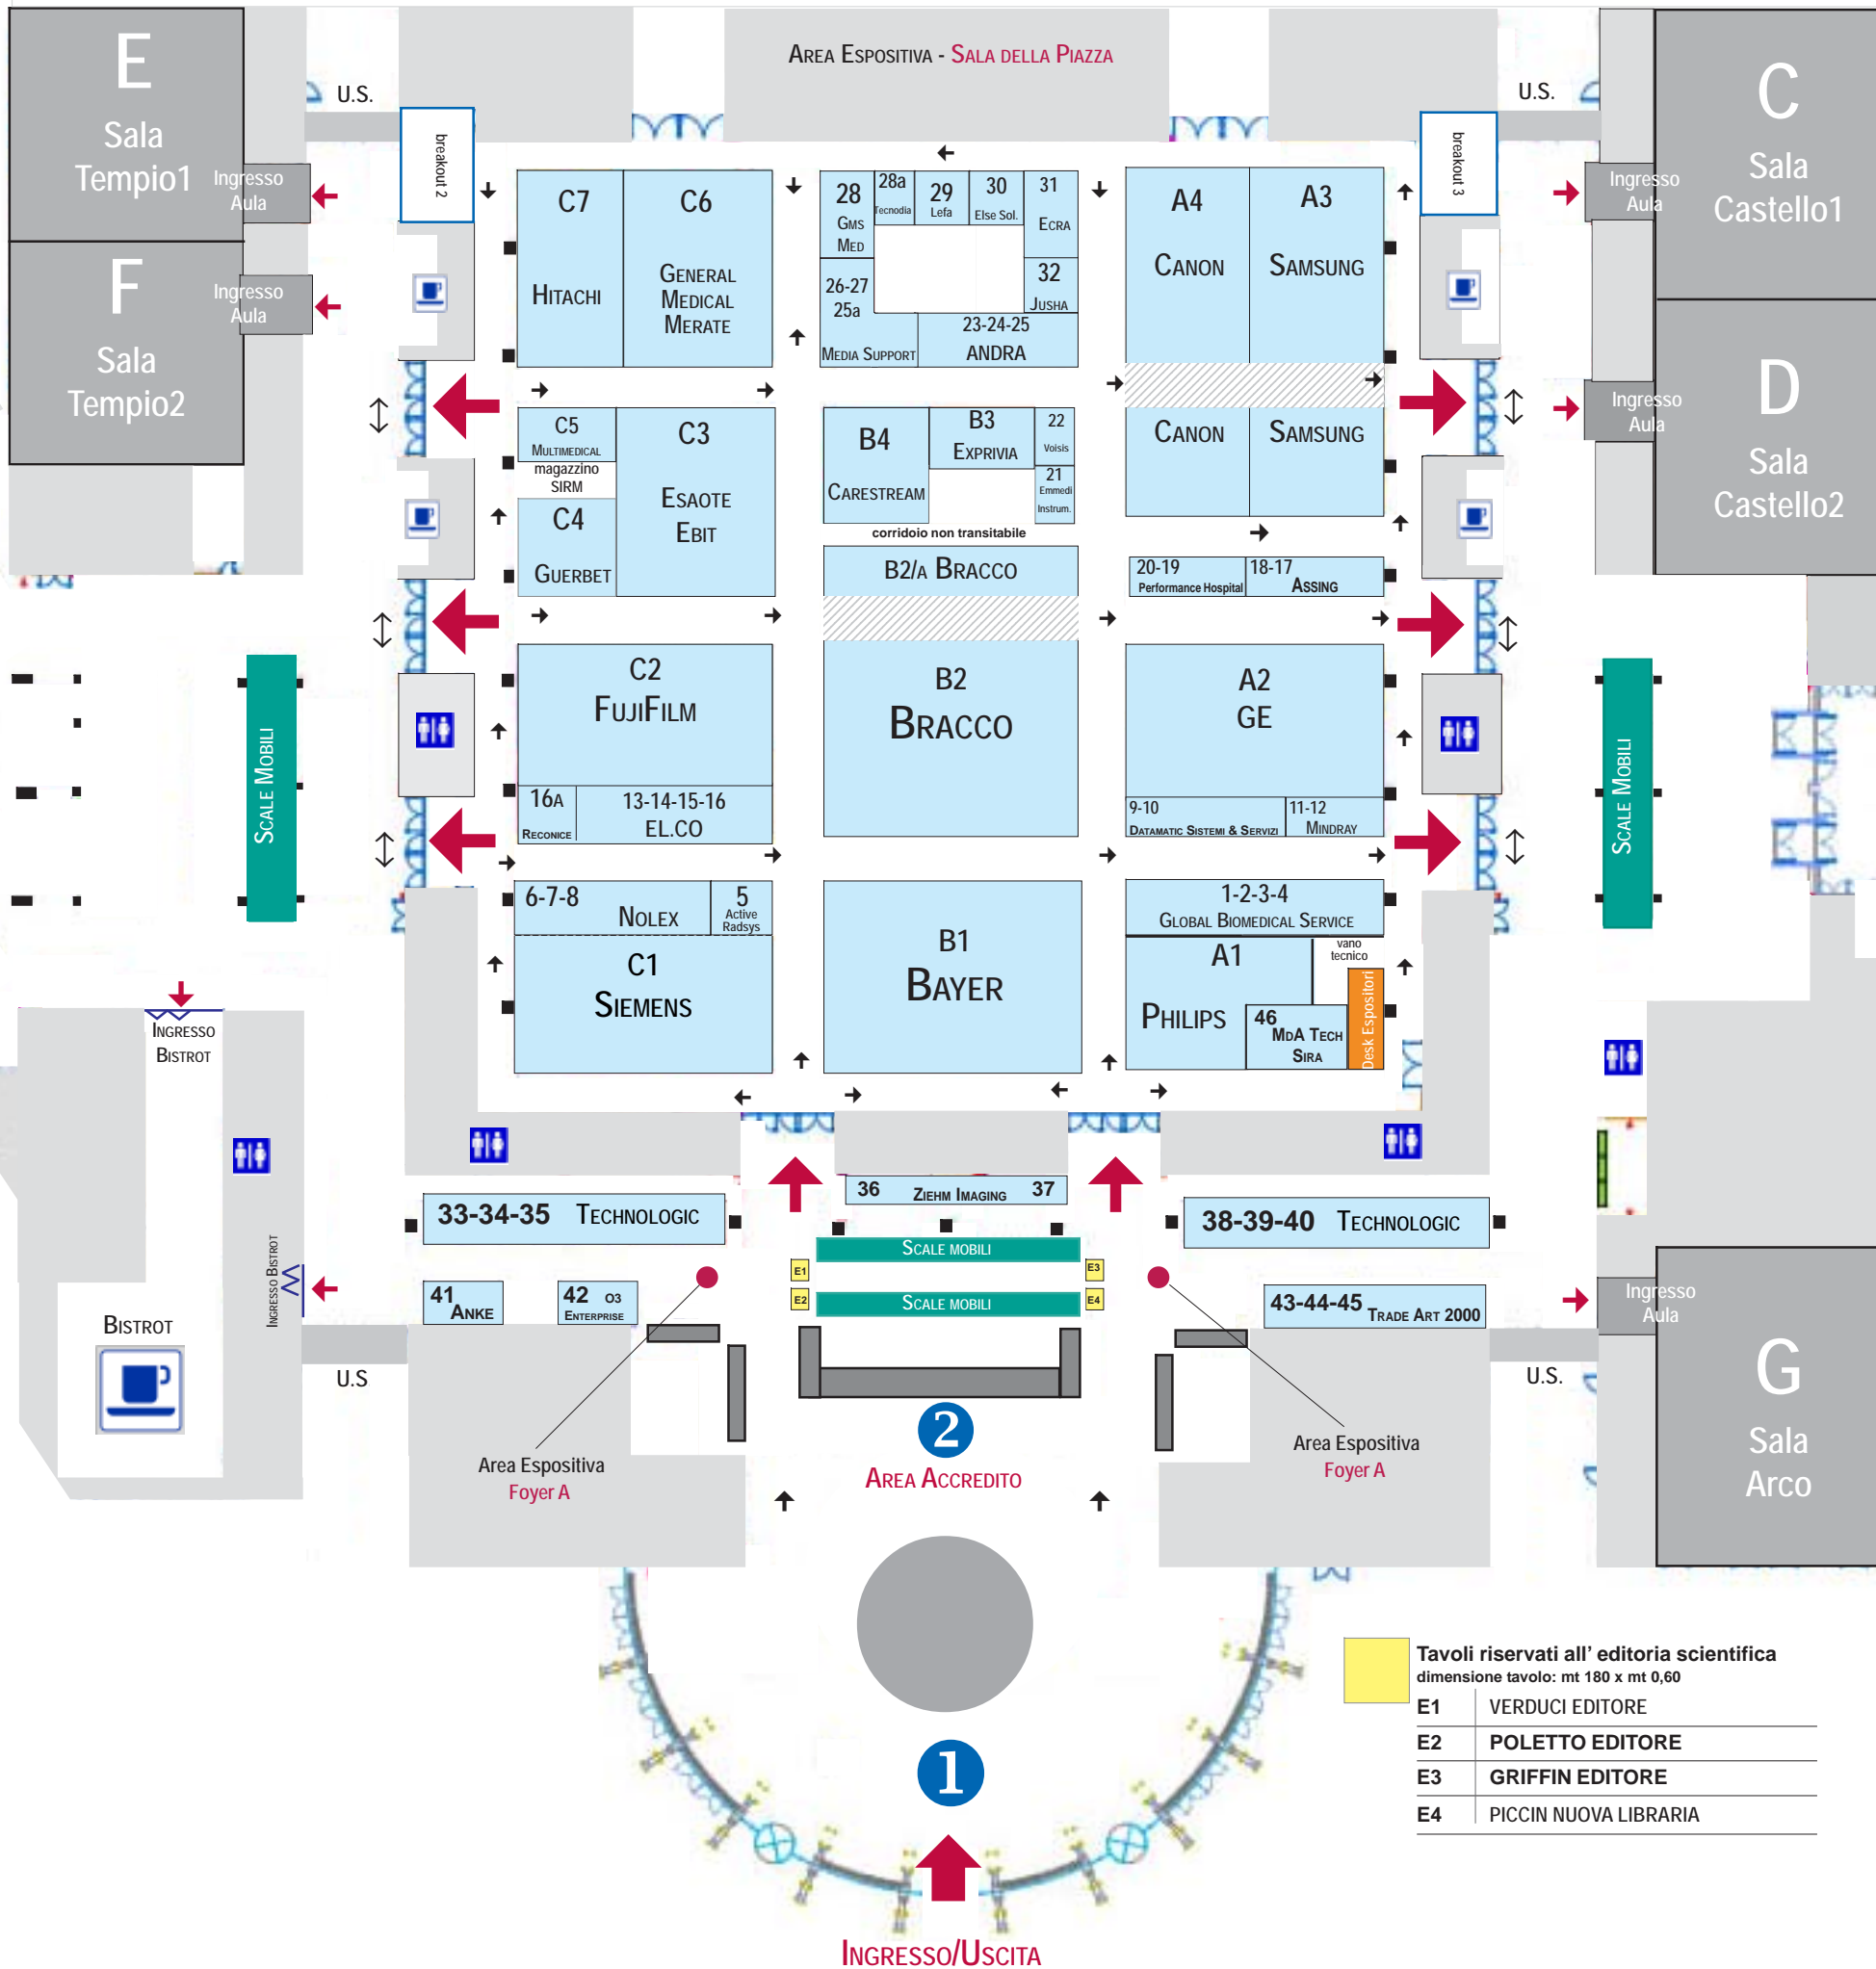 AREA ESPOSITIVA - SALA DELLA PIAZZA
E
Sala
Tempio1
Ingresso
Aula
U.S.
breakout 2
F
Sala
Tempio2
Ingresso
Aula
U.S.
breakout 3
C
Sala
Castello1
Ingresso
Aula
D
Sala
Castello2
Ingresso
Aula
C7
HITACHI
C6
GENERAL
MEDICAL
MERATE
28
GMS
MED
28a
Tecnodia
29
Lefa
30
Else Sol.
31
ECRA
32
JUSHA
26-27
25a
MEDIA SUPPORT
23-24-25
ANDRA
A4
CANON
A3
SAMSUNG
C5
MULTIMEDICAL
magazzino
SIRM
C4
GUERBET
C3
ESAOTE
EBIT
B4
CARESTREAM
B3
EXPRIVIA
22
Voisis
21
Emmedi
Instrum.
corridoio non transitabile
CANON
SAMSUNG
B2/A BRACCO
20-19
Performance Hospital
18-17
ASSING
C2
FUJIFILM
16A
RECONICE
13-14-15-16
EL.CO
B2
BRACCO
A2
GE
9-10
DATAMATIC SISTEMI & SERVIZI
11-12
MINDRAY
SCALE MOBILI
SCALE MOBILI
6-7-8
NOLEX
5
Active
Radsys
C1
SIEMENS
B1
BAYER
1-2-3-4
GLOBAL BIOMEDICAL SERVICE
A1
PHILIPS
vano
tecnico
46
MDA TECH
SIRA
Desk Espositori
INGRESSO
BISTROT
INGRESSO BISTROT
BISTROT
U.S
33-34-35 TECHNOLOGIC
36 ZIEHM IMAGING 37
38-39-40 TECHNOLOGIC
SCALE MOBILI
E1
E3
E2
E4
SCALE MOBILI
41
ANKE
42 O3
ENTERPRISE
43-44-45 TRADE ART 2000
Ingresso
Aula
G
Sala
Arco
U.S.
2
AREA ACCREDITO
Area Espositiva
Foyer A
Area Espositiva
Foyer A
1
INGRESSO/USCITA
Tavoli riservati all' editoria scientifica
dimensione tavolo: mt 180 x mt 0,60
E1 VERDUCI EDITORE
E2 POLETTO EDITORE
E3 GRIFFIN EDITORE
E4 PICCIN NUOVA LIBRARIA